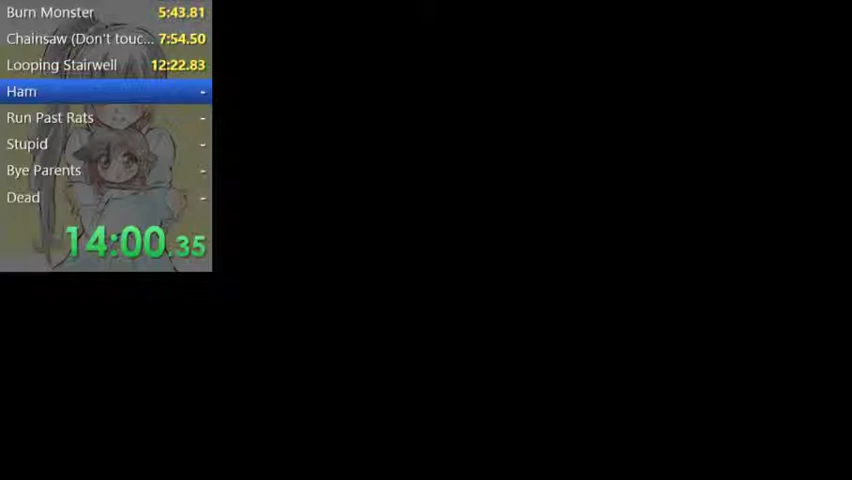 Burn Monster 5:43.81
Chainsaw (Don't touc... 7:54.50
Looping Stairwell 12:22.83
Ham -
Run Past Rats -
Stupid -
Bye Parents -
Dead -
14:00.35